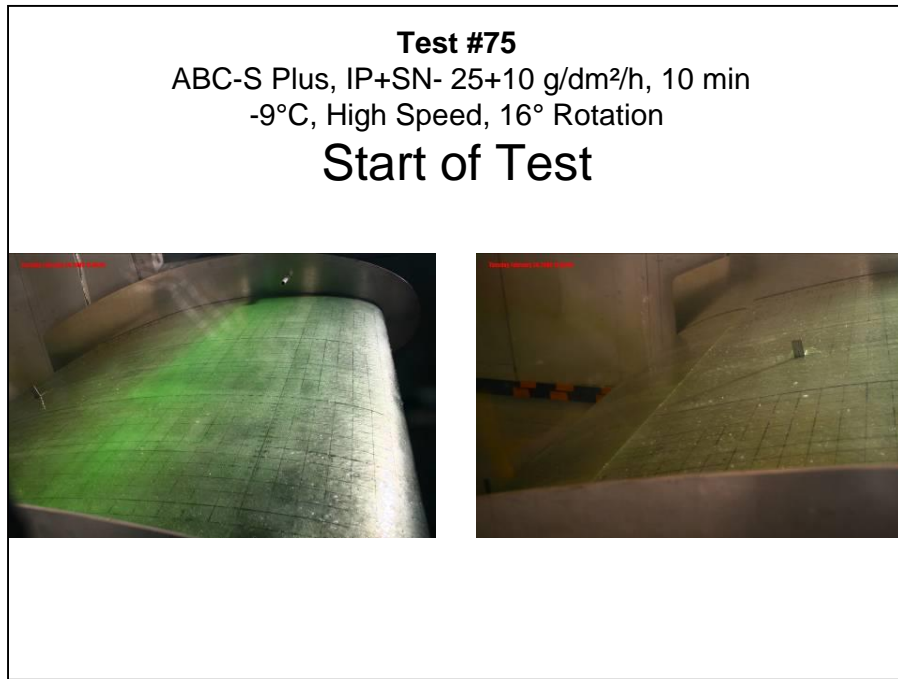 Test #75
ABC-S Plus, IP+SN- 25+10 g/dm²/h, 10 min
-9°C, High Speed, 16° Rotation
Start of Test